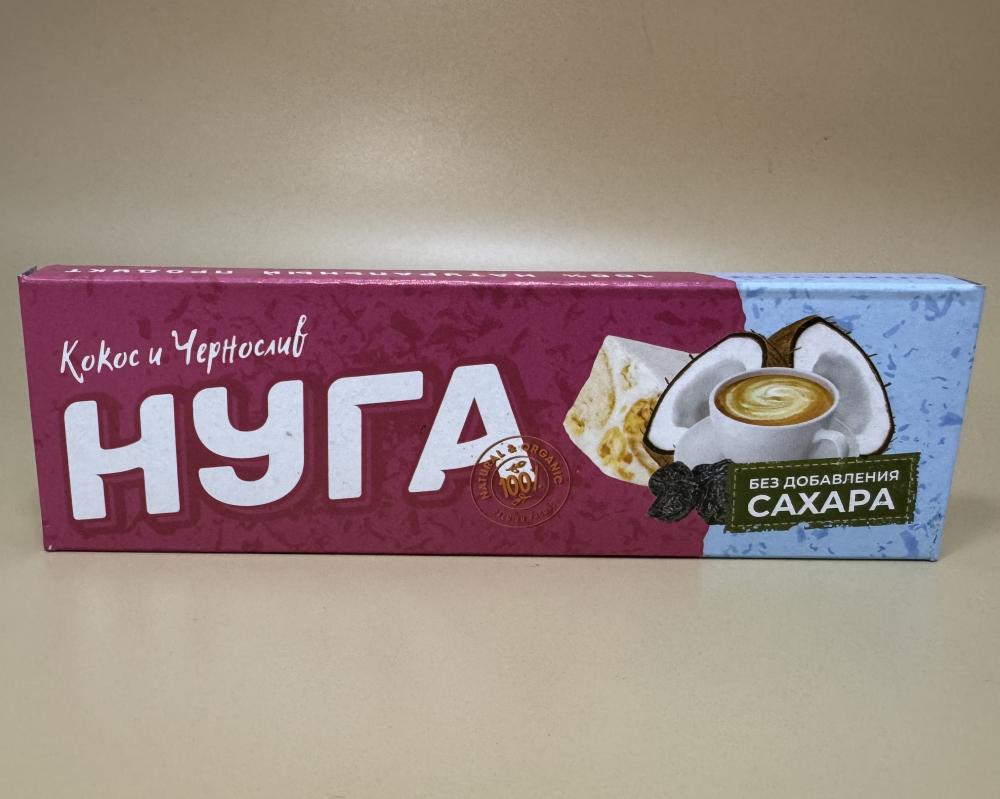 100% НАТУРАЛЬНЫЙ ПРОДУКТ
Кокос и Чернослив
НУГА
NATURAL & ORGANIC
100%
БЕЗ ДОБАВЛЕНИЯ
САХАРА